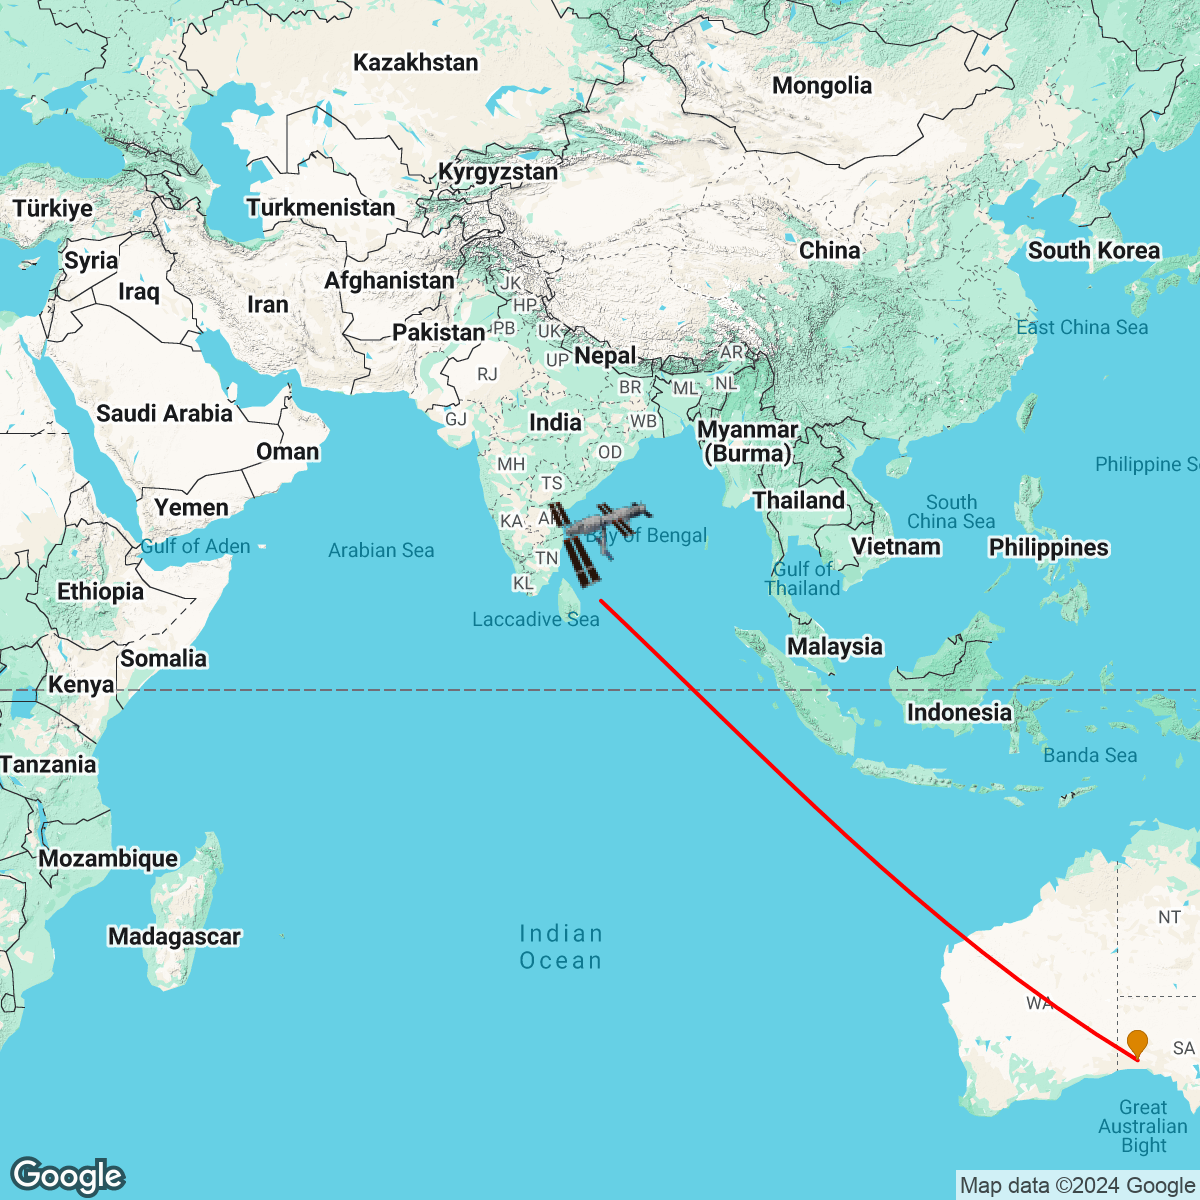 Kazakhstan
Mongolia
Kyrgyzstan
Türkiye
Turkmenistan
Syria
China
South Korea
Afghanistan
JK
Iraq
Iran
HP
East China Sea
Pakistan
PB
UK
Nepal
UP
AR
RJ
BR
ML
NL
Saudi Arabia
GJ
India
WB
Myanmar
(Burma)
Oman
OD
MH
Philippine S
TS
Yemen
Thailand
South
China Sea
KA
Bay of Bengal
Gulf of Aden
Arabian Sea
Vietnam
Philippines
TN
Gulf of
Thailand
KL
Ethiopia
Laccadive Sea
Malaysia
Somalia
Kenya
Indonesia
Banda Sea
Tanzania
Mozambique
NT
Madagascar
Indian
Ocean
WA
SA
Great
Australian
Bight
Google
Map data ©2024 Google